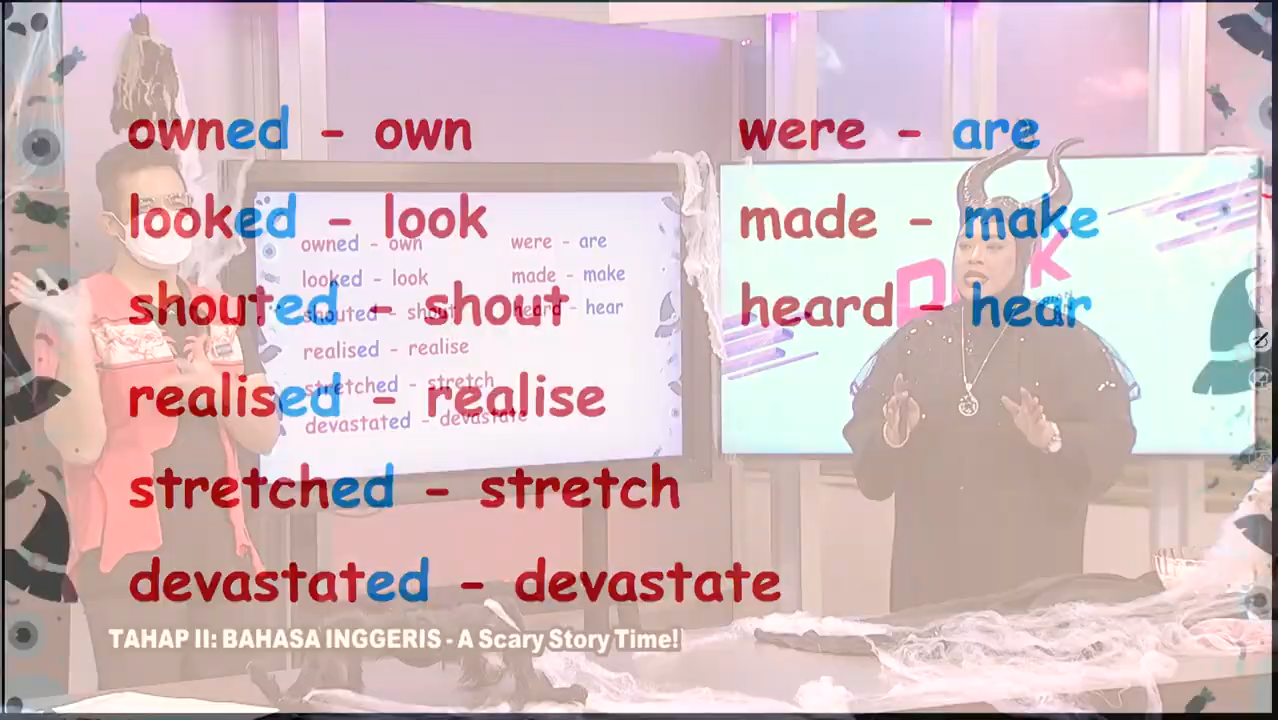 owned - own
looked - look
shouted - shout
realised - realise
stretched - stretch
devastated - devastate
were - are
made - make
heard - hear
owned - own
looked - look
shouted - shout
realised - realise
stretched - stretch
devastated - devastate
were - are
made - make
heard - hear
TAHAP II: BAHASA INGGERIS - A Scary Story Time!